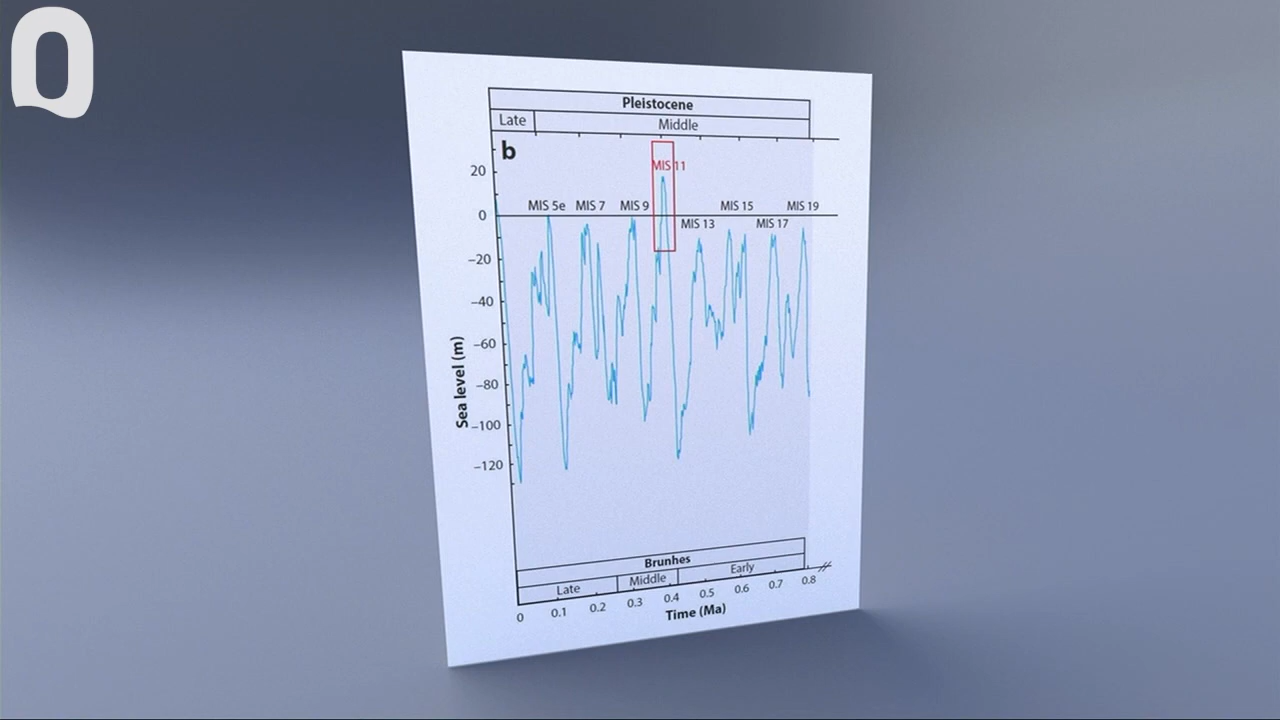 Pleistocene
Late Middle
b
MIS 11
MIS 5e MIS 7 MIS 9 MIS 15 MIS 19
MIS 13 MIS 17
20
0
–20
–40
–60
–80
–100
–120
Sea level (m)
Brunhes
Late Middle Early
0 0.1 0.2 0.3 0.4 0.5 0.6 0.7 0.8
Time (Ma)